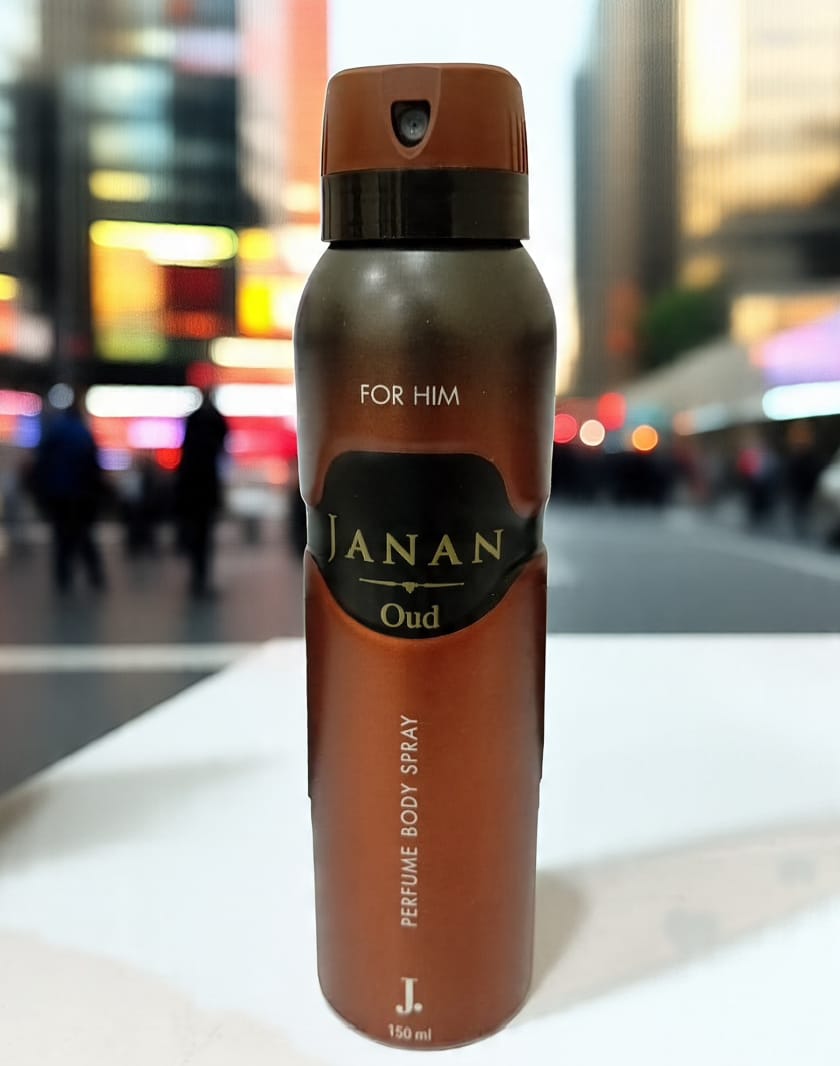 FOR HIM
JANAN
Oud
PERFUME BODY SPRAY
J.
150 ml